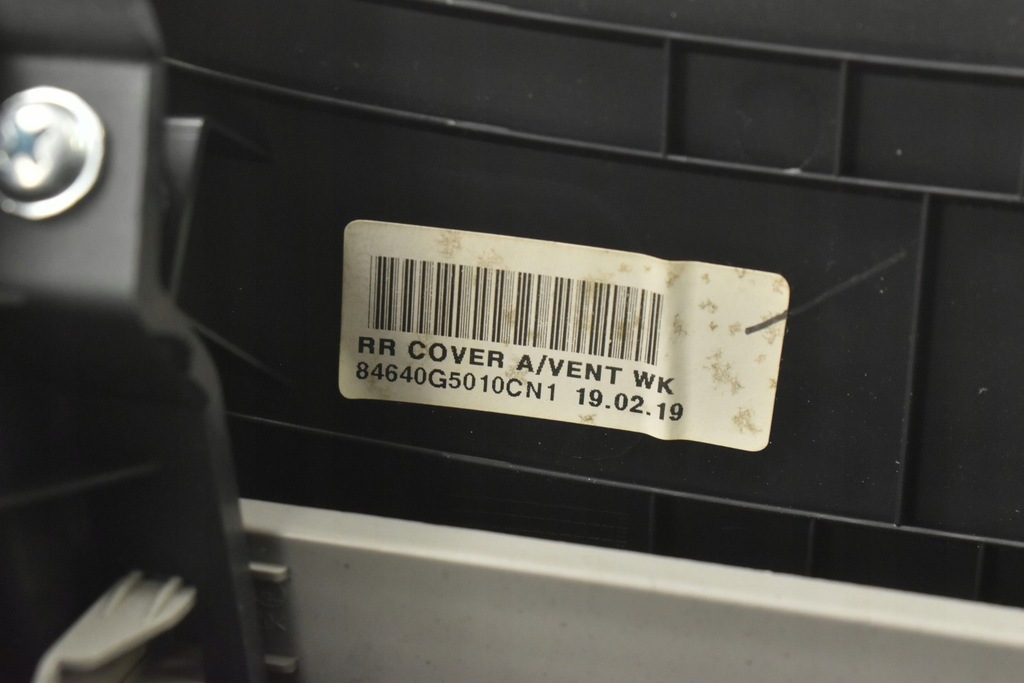 RR COVER A/VENT WK
84640G5010CN1 19.02.19